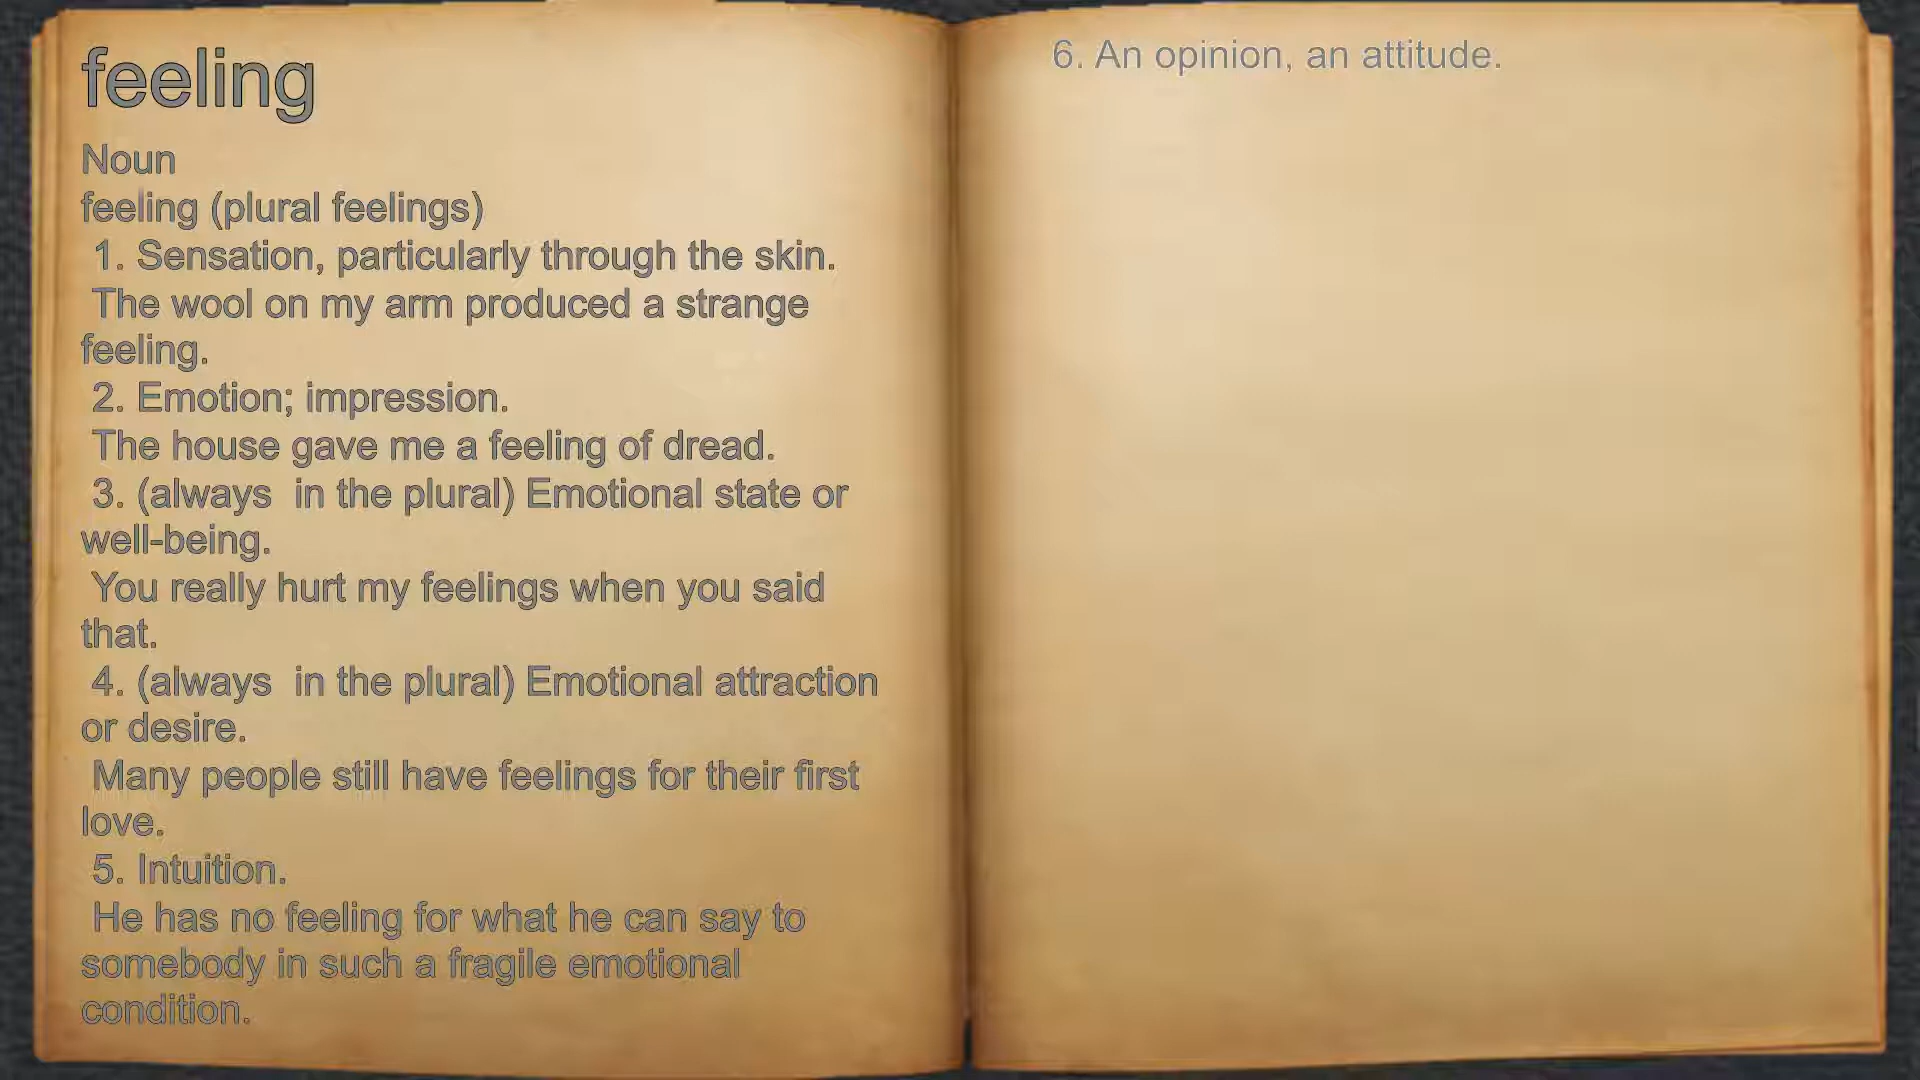 feeling
Noun
feeling (plural feelings)
1. Sensation, particularly through the skin.
The wool on my arm produced a strange
feeling.
2. Emotion; impression.
The house gave me a feeling of dread.
3. (always  in the plural) Emotional state or
well-being.
You really hurt my feelings when you said
that.
4. (always  in the plural) Emotional attraction
or desire.
Many people still have feelings for their first
love.
5. Intuition.
He has no feeling for what he can say to
somebody in such a fragile emotional
condition.
6. An opinion, an attitude.